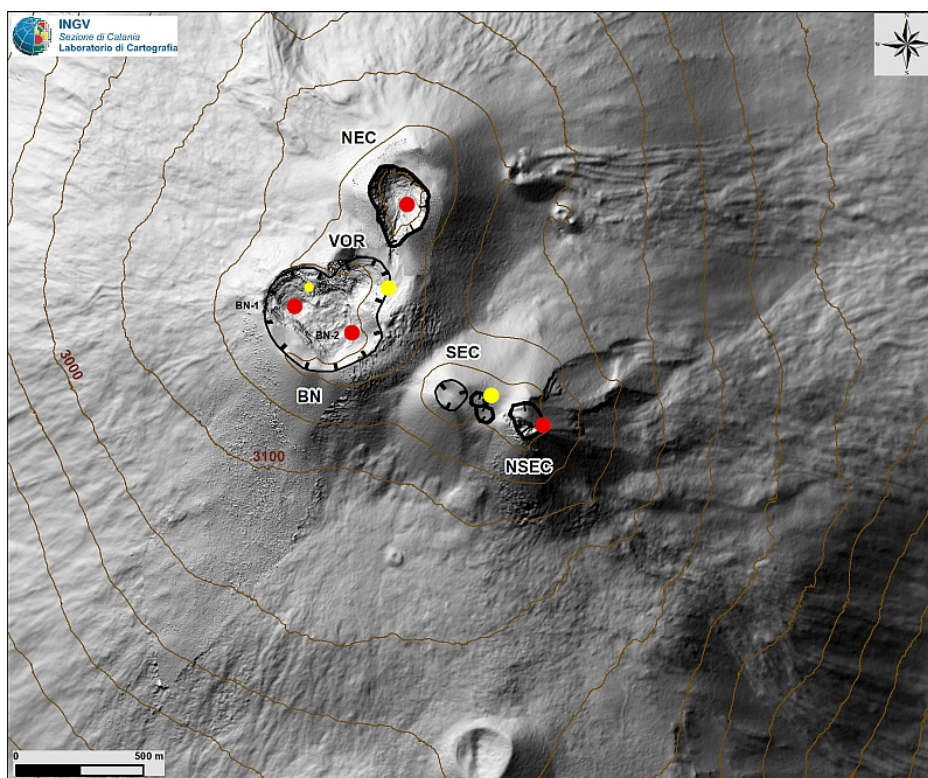 INGV
Sezione di Catania
Laboratorio di Cartografia
NEC
VOR
BN-1
BN-2
SEC
3000
BN
3100
NSEC
0
500 m